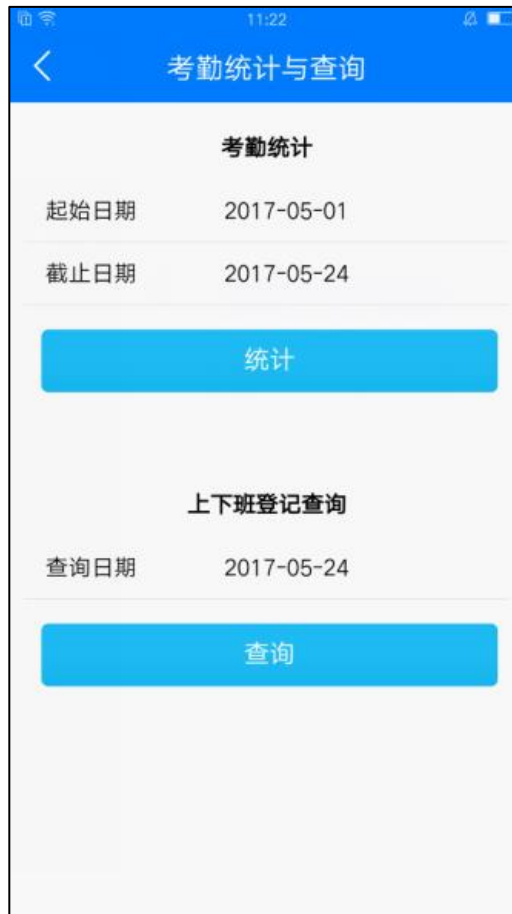 11:22
考勤统计与查询
考勤统计
起始日期 2017-05-01
截止日期 2017-05-24
统计
上下班登记查询
查询日期 2017-05-24
查询